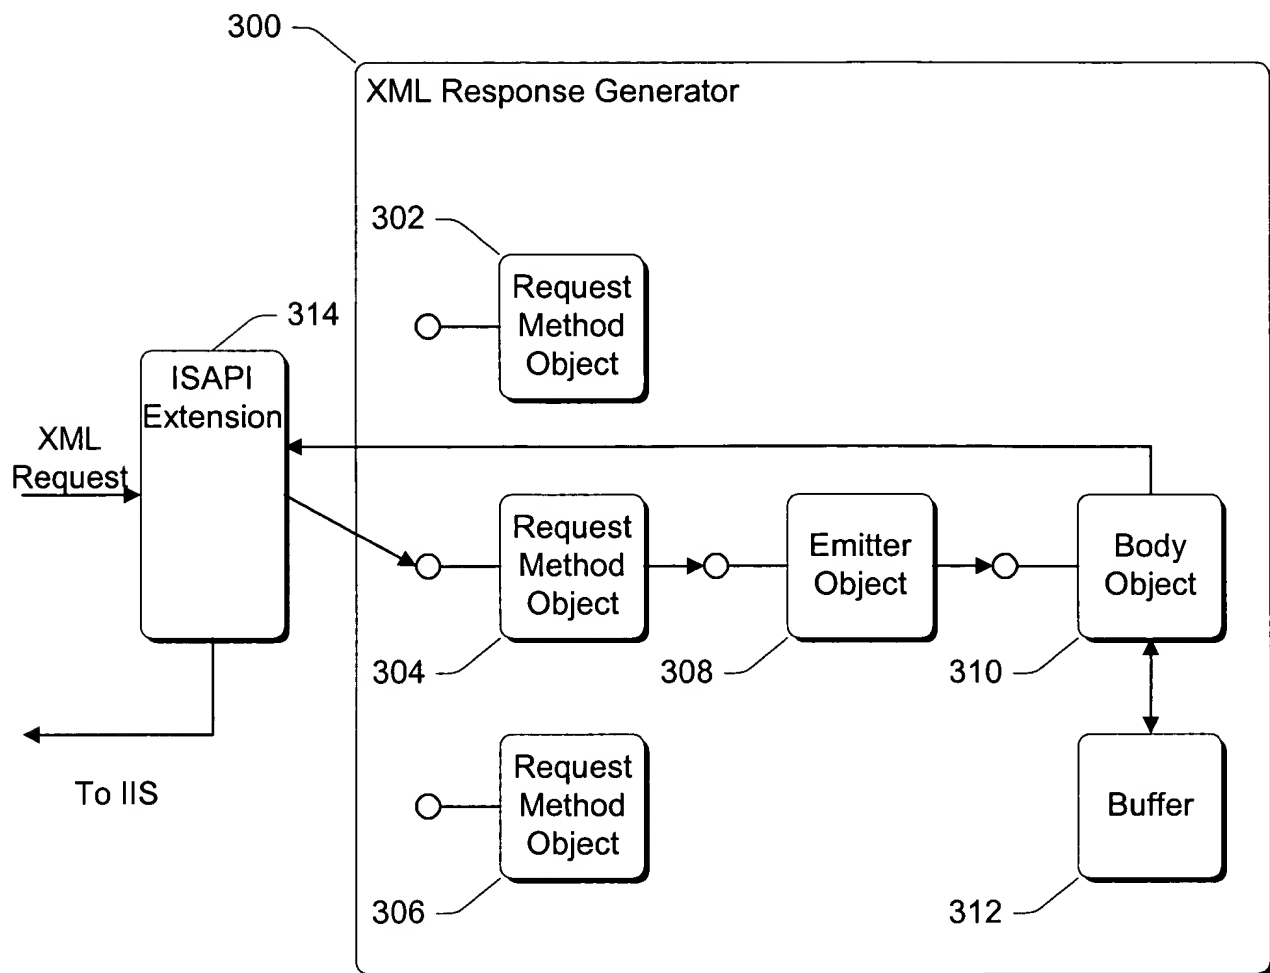 300
XML Response Generator
302
Request
Method
Object
314
ISAPI
Extension
XML
Request
Request
Method
Object
Emitter
Object
Body
Object
304
308
310
To IIS
Request
Method
Object
Buffer
306
312